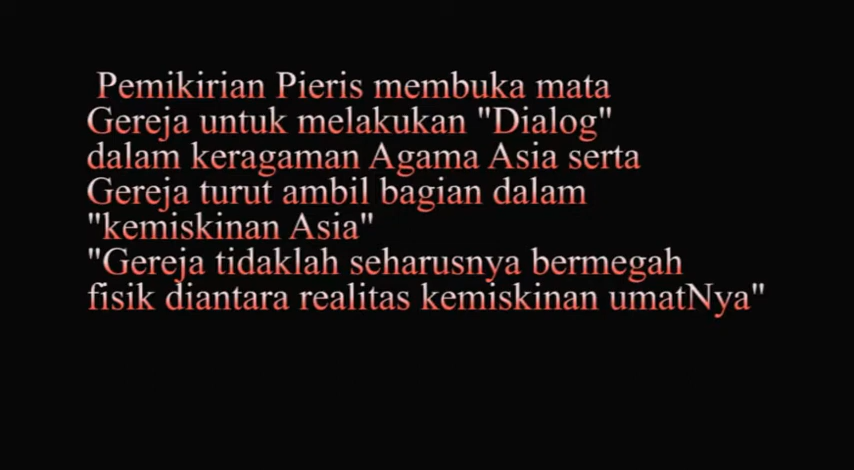 Pemikirian Pieris membuka mata
Gereja untuk melakukan "Dialog"
dalam keragaman Agama Asia serta
Gereja turut ambil bagian dalam
"kemiskinan Asia"
"Gereja tidaklah seharusnya bermegah
fisik diantara realitas kemiskinan umatNya"